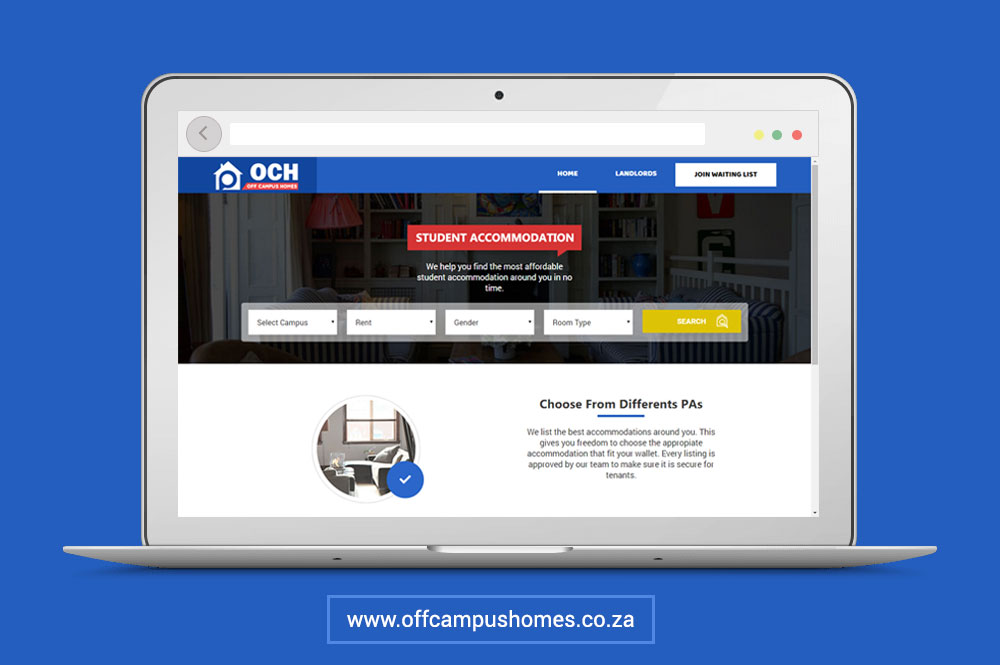 OCH
OFF CAMPUS HOMES
HOME
LANDLORDS
JOIN WAITING LIST
STUDENT ACCOMMODATION
We help you find the most affordable
student accommodation around you in no
time.
Select Campus
Rent
Gender
Room Type
SEARCH
Choose From Differents PAs
We list the best accommodations around you. This
gives you freedom to choose the appropiate
accommodation that fit your wallet. Every listing is
approved by our team to make sure it is secure for
tenants.
www.offcampushomes.co.za